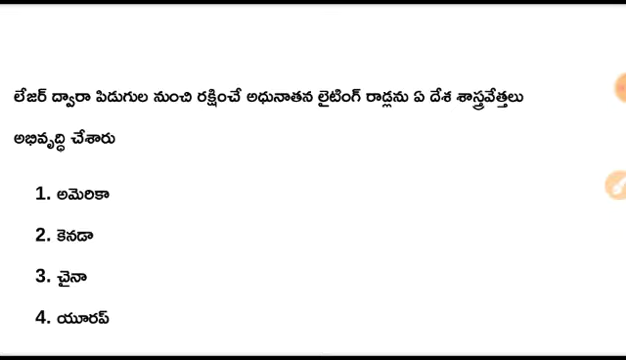 లేజర్ ద్వారా పిడుగుల నుంచి రక్షించే అధునాతన లైటింగ్ రాడ్లను ఏ దేశ శాస్త్రవేత్తలు
అభివృద్ధి చేశారు
1. అమెరికా
2. కెనడా
3. చైనా
4. యూరప్